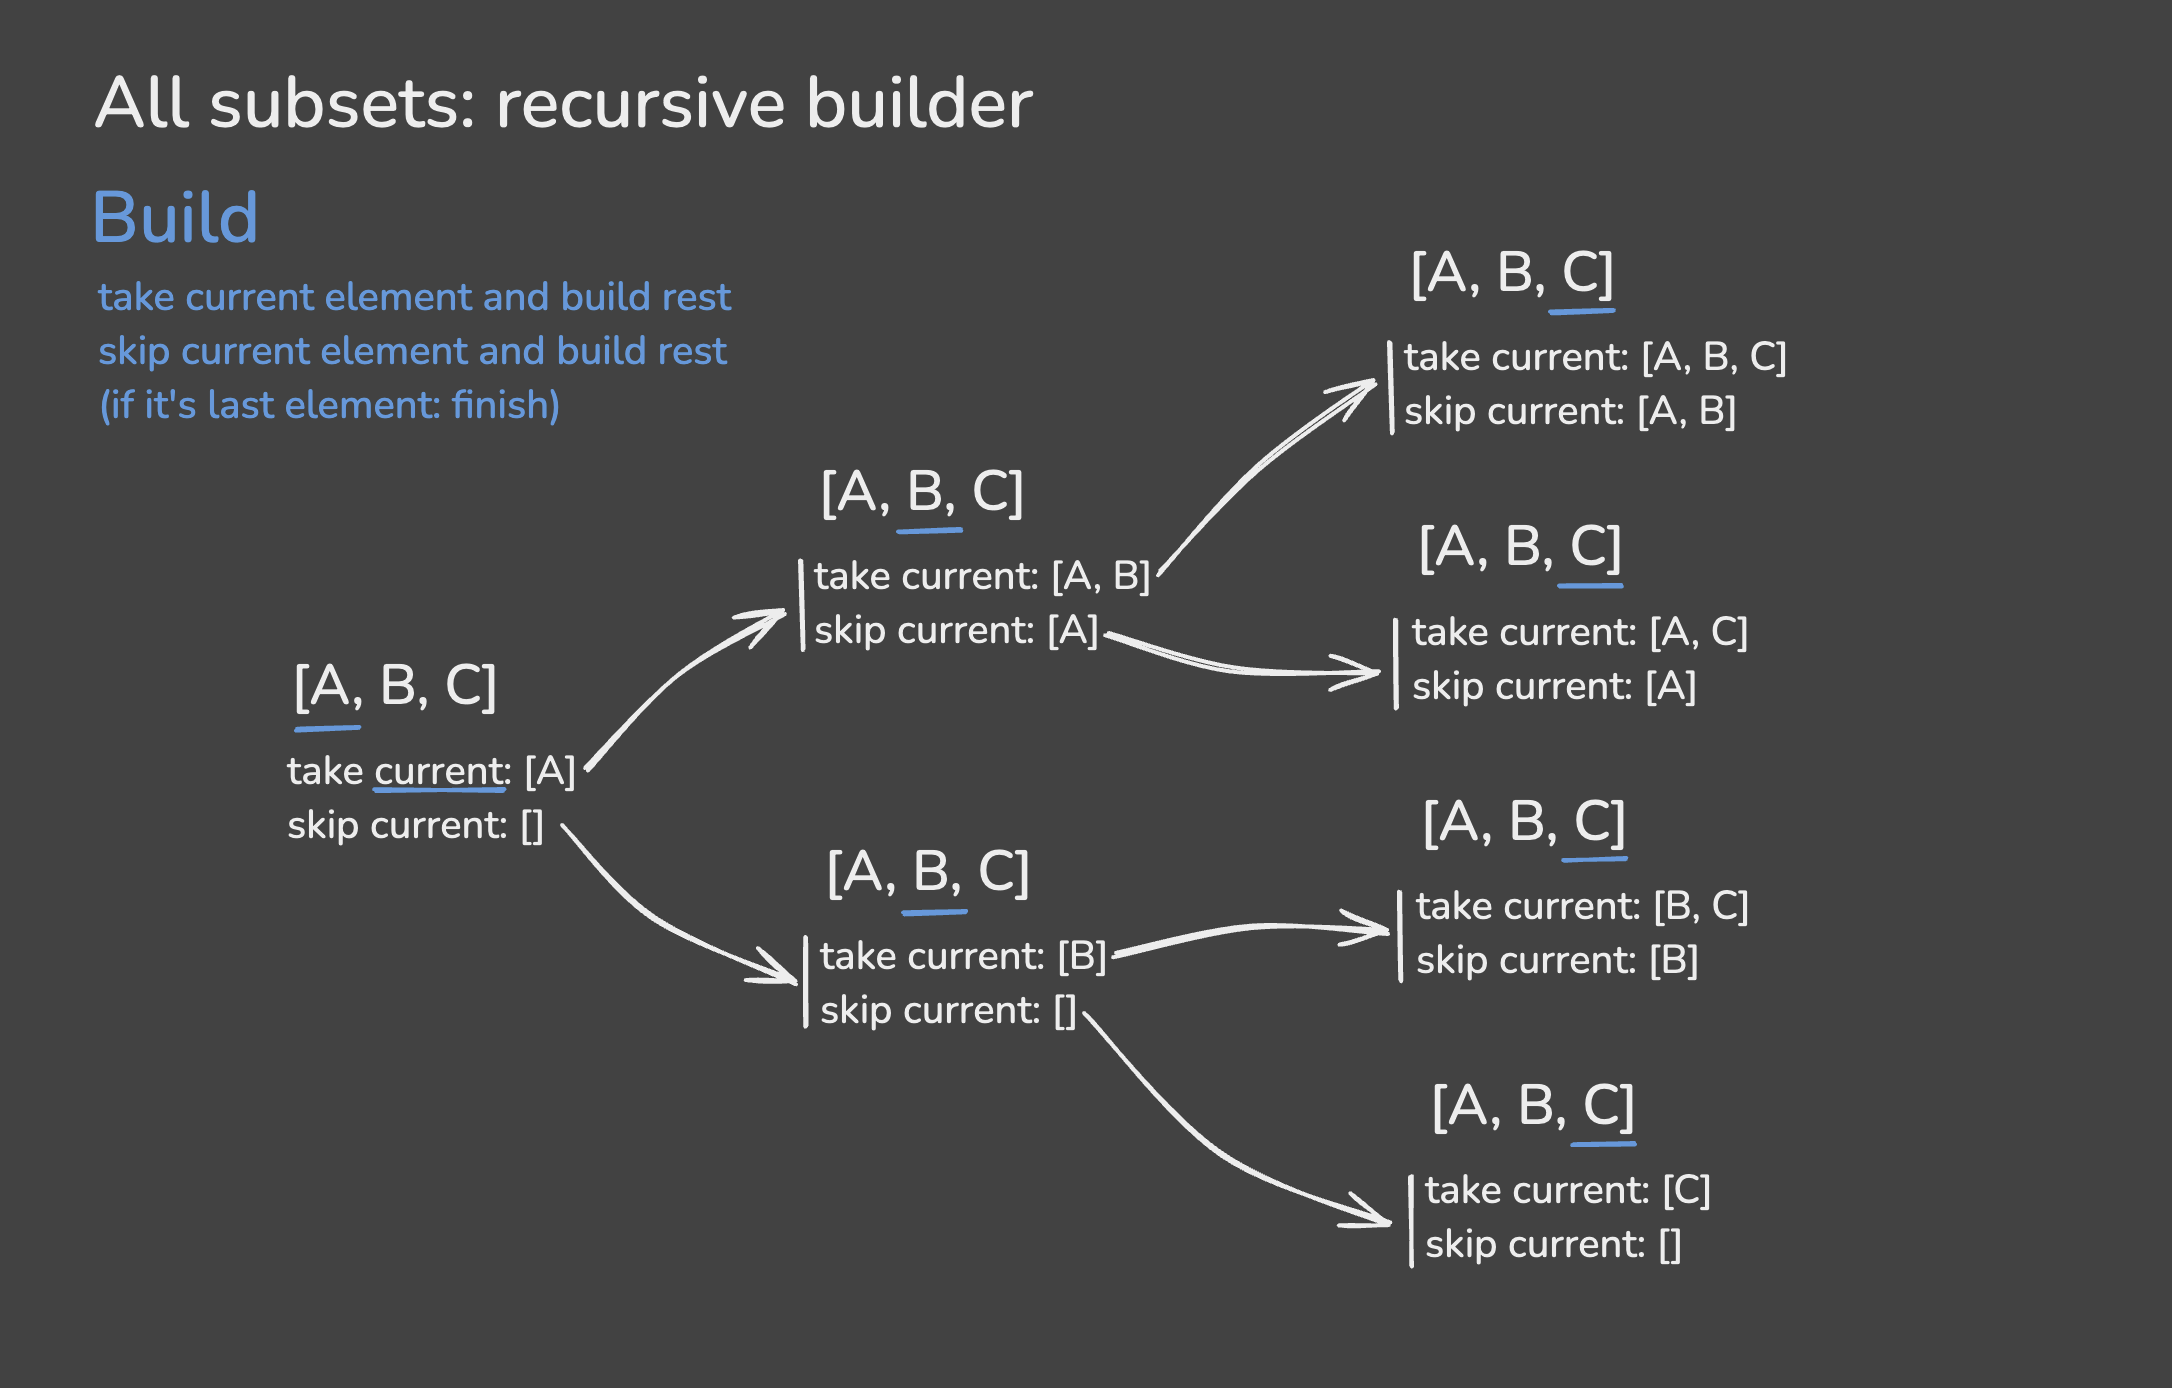 All subsets: recursive builder
Build
take current element and build rest
skip current element and build rest
(if it's last element: finish)
[A, B, C]
take current: [A]
skip current: []
[A, B, C]
take current: [A, B]
skip current: [A]
[A, B, C]
take current: [B]
skip current: []
[A, B, C]
take current: [A, B, C]
skip current: [A, B]
[A, B, C]
take current: [A, C]
skip current: [A]
[A, B, C]
take current: [B, C]
skip current: [B]
[A, B, C]
take current: [C]
skip current: []